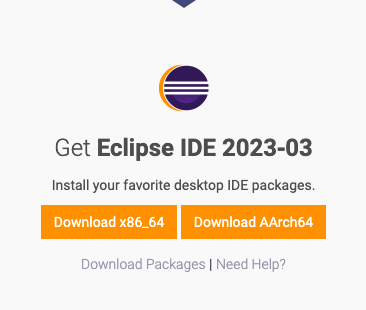 Get Eclipse IDE 2023-03
Install your favorite desktop IDE packages.
Download x86_64 Download AArch64
Download Packages | Need Help?